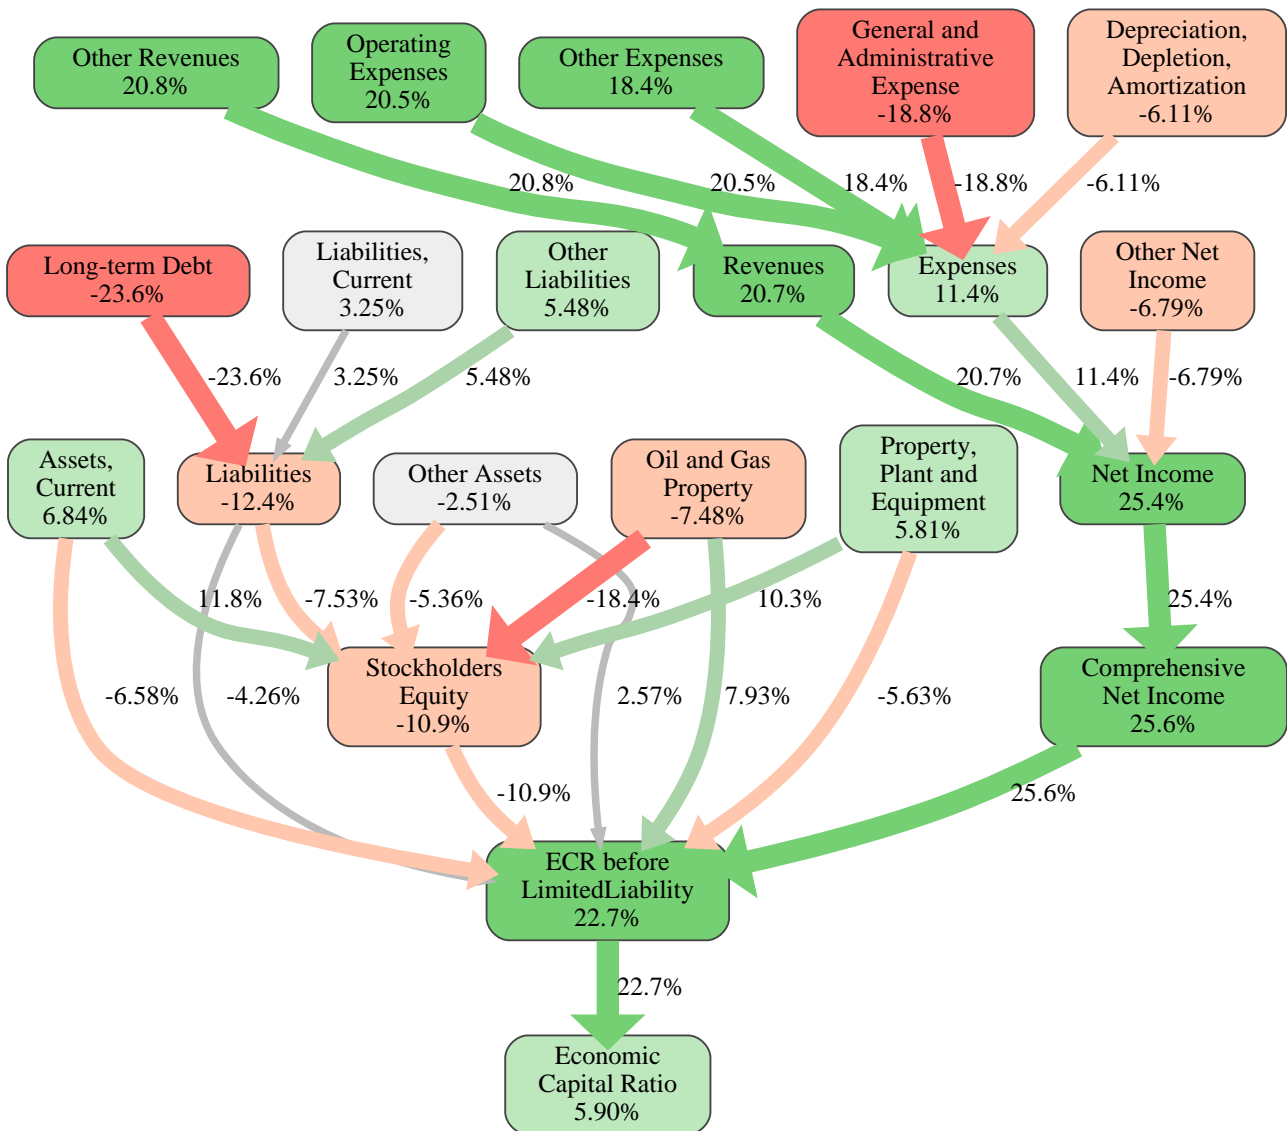 Other Revenues
20.8%
Operating
Expenses
20.5%
Other Expenses
18.4%
General and
Administrative
Expense
-18.8%
Depreciation,
Depletion,
Amortization
-6.11%
20.8%
20.5%
18.4%
-18.8%
-6.11%
Long-term Debt
-23.6%
Liabilities,
Current
3.25%
Other
Liabilities
5.48%
Revenues
20.7%
Expenses
11.4%
Other Net
Income
-6.79%
-23.6%
3.25%
5.48%
20.7%
11.4%
-6.79%
Assets,
Current
6.84%
Liabilities
-12.4%
Other Assets
-2.51%
Oil and Gas
Property
-7.48%
Property,
Plant and
Equipment
5.81%
Net Income
25.4%
11.8%
-7.53%
-5.36%
-18.4%
10.3%
25.4%
Stockholders
Equity
-10.9%
Comprehensive
Net Income
25.6%
-6.58%
-4.26%
2.57%
7.93%
-5.63%
-10.9%
25.6%
ECR before
LimitedLiability
22.7%
22.7%
Economic
Capital Ratio
5.90%